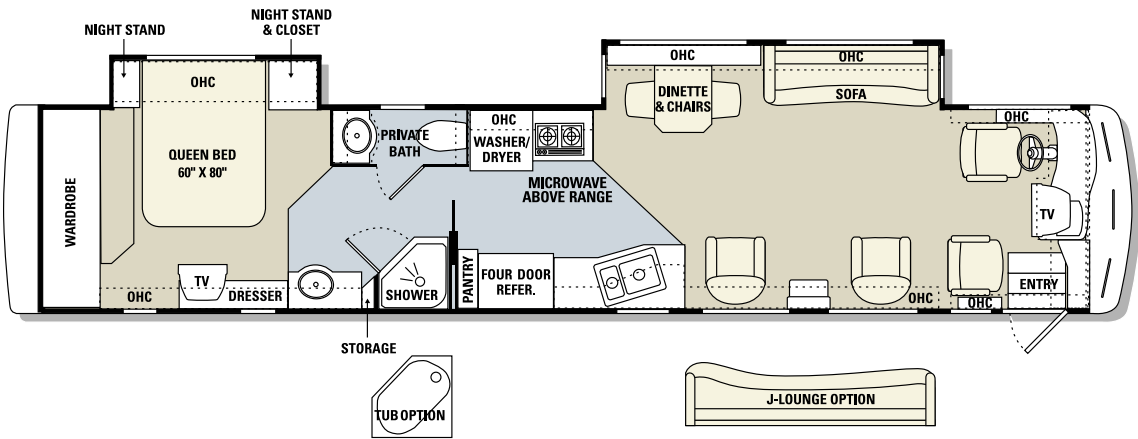 NIGHT STAND
NIGHT STAND
& CLOSET
OHC
QUEEN BED
60" X 80"
WARDROBE
OHC
TV
DRESSER
STORAGE
PRIVATE
BATH
OHC
WASHER/
DRYER
MICROWAVE
ABOVE RANGE
SHOWER
PANTRY
FOUR DOOR
REFER.
OHC
DINETTE
& CHAIRS
OHC
SOFA
OHC
TV
OHC
OHC
ENTRY
TUB OPTION
J-LOUNGE OPTION